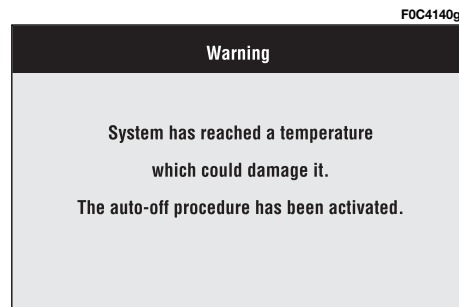 F0C4140g
Warning
System has reached a temperature
which could damage it.
The auto-off procedure has been activated.